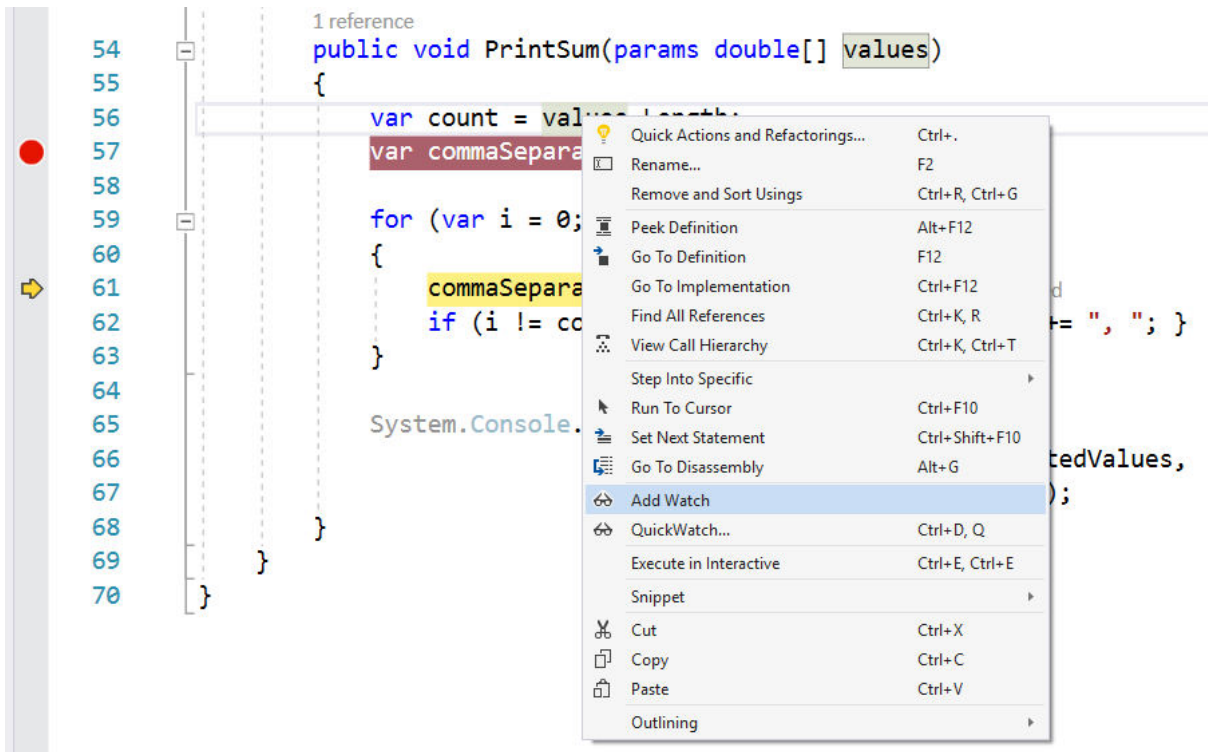 1 reference
54 public void PrintSum(params double[] values)
55 {
56 var count = values.Length;
57 var commaSepara
58
59 for (var i = 0;
60 {
61 commaSepara d
62 if (i != co += ", "; }
63 }
64
65 System.Console.
66 tedValues,
67 );
68 }
69 }
70 }
Quick Actions and Refactorings... Ctrl+.
Rename... F2
Remove and Sort Usings Ctrl+R, Ctrl+G
Peek Definition Alt+F12
Go To Definition F12
Go To Implementation Ctrl+F12
Find All References Ctrl+K, R
View Call Hierarchy Ctrl+K, Ctrl+T
Step Into Specific
Run To Cursor Ctrl+F10
Set Next Statement Ctrl+Shift+F10
Go To Disassembly Alt+G
Add Watch
QuickWatch... Ctrl+D, Q
Execute in Interactive Ctrl+E, Ctrl+E
Snippet
Cut Ctrl+X
Copy Ctrl+C
Paste Ctrl+V
Outlining